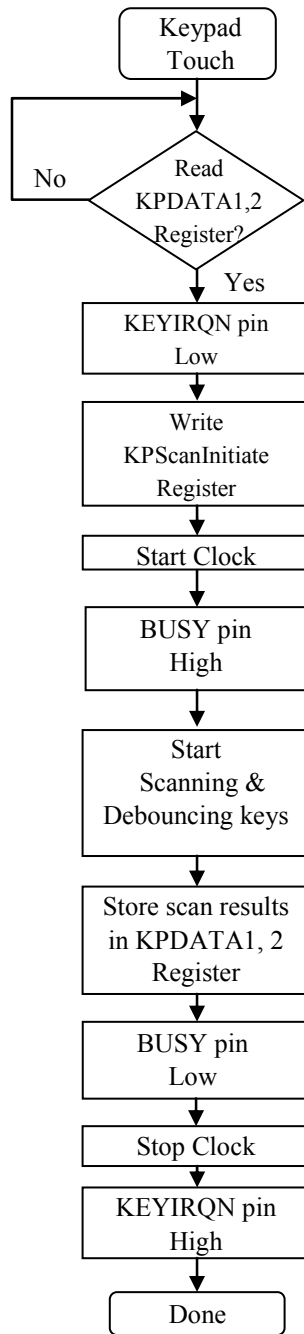 Keypad
Touch
No
Read
KPDATA1,2
Register?
Yes
KEYIRQN pin
Low
Write
KPScanInitiate
Register
Start Clock
BUSY pin
High
Start
Scanning &
Debouncing keys
Store scan results
in KPDATA1, 2
Register
BUSY pin
Low
Stop Clock
KEYIRQN pin
High
Done